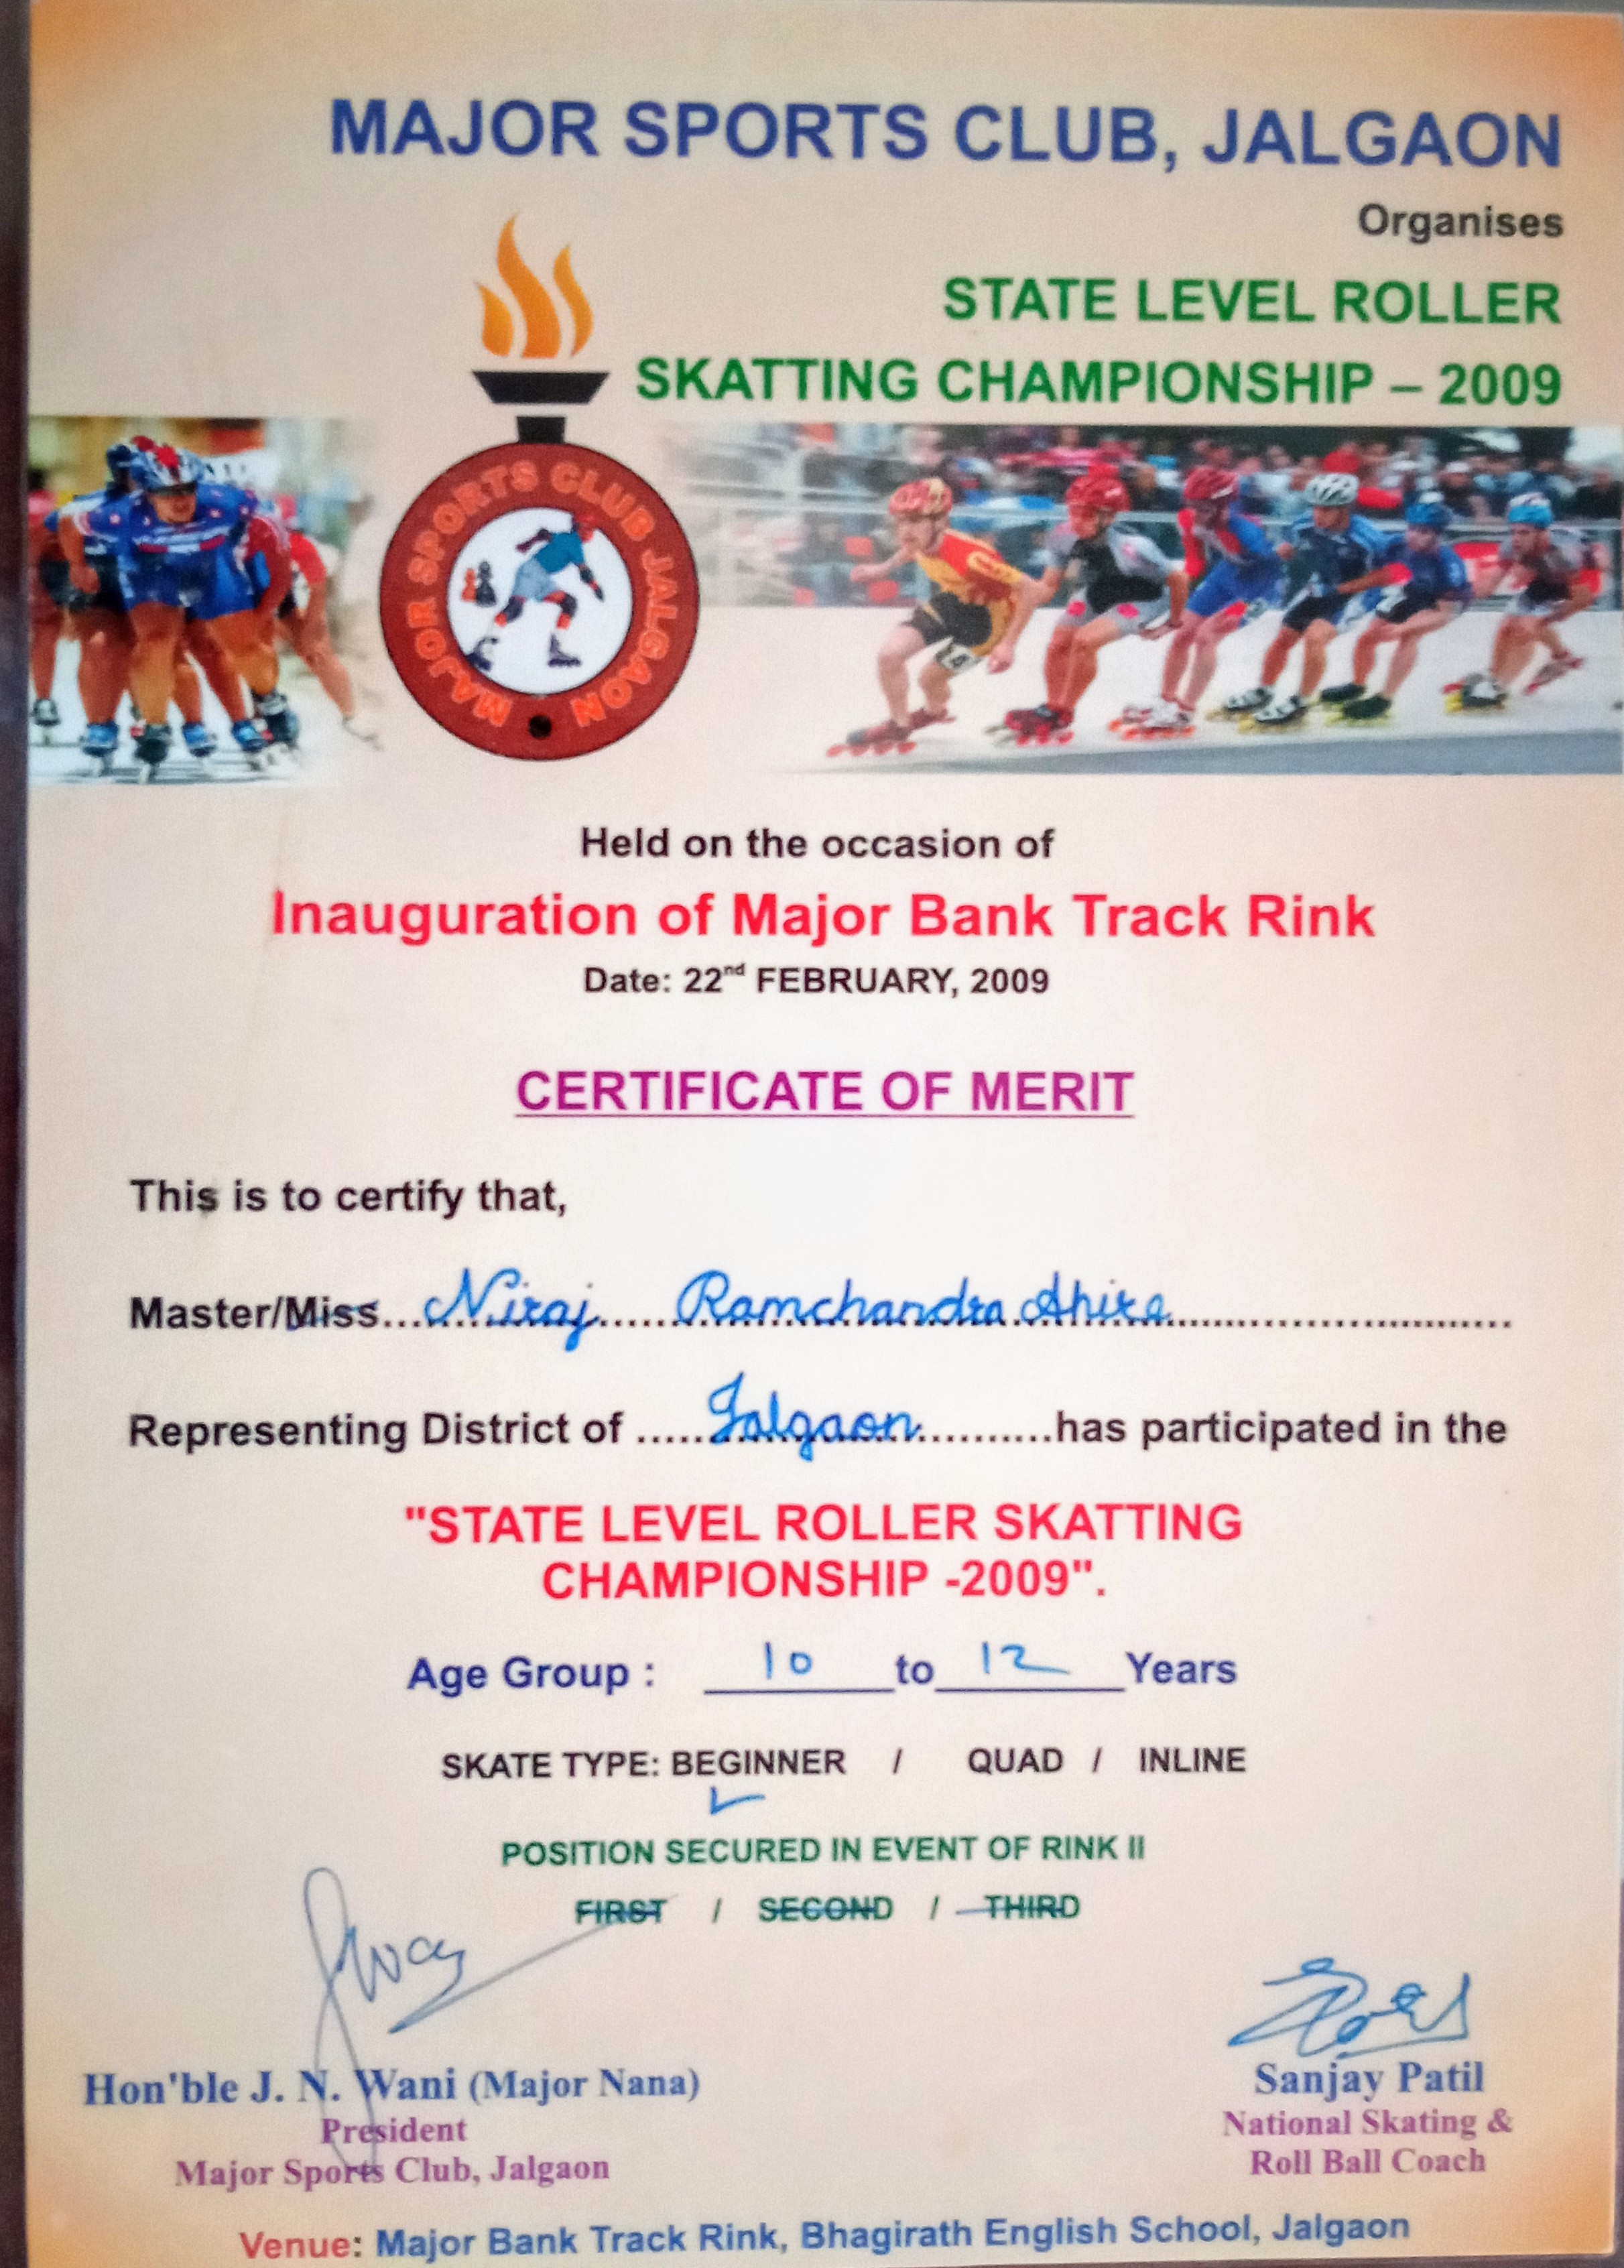 MAJOR SPORTS CLUB, JALGAON
Organises
STATE LEVEL ROLLER
SKATTING CHAMPIONSHIP – 2009
MAJOR SPORTS CLUB JALGAON
Held on the occasion of
Inauguration of Major Bank Track Rink
Date: 22nd FEBRUARY, 2009
CERTIFICATE OF MERIT
This is to certify that,
Master/Miss...Niraj Ramchandra Ahire...
Representing District of .....Jalgaon..........has participated in the
"STATE LEVEL ROLLER SKATTING
CHAMPIONSHIP -2009".
Age Group : 10 to 12 Years
SKATE TYPE: BEGINNER / QUAD / INLINE
POSITION SECURED IN EVENT OF RINK II
FIRST / SECOND / THIRD
Hon'ble J. N. Wani (Major Nana)
President
Major Sports Club, Jalgaon
Sanjay Patil
National Skating &
Roll Ball Coach
Venue: Major Bank Track Rink, Bhagirath English School, Jalgaon